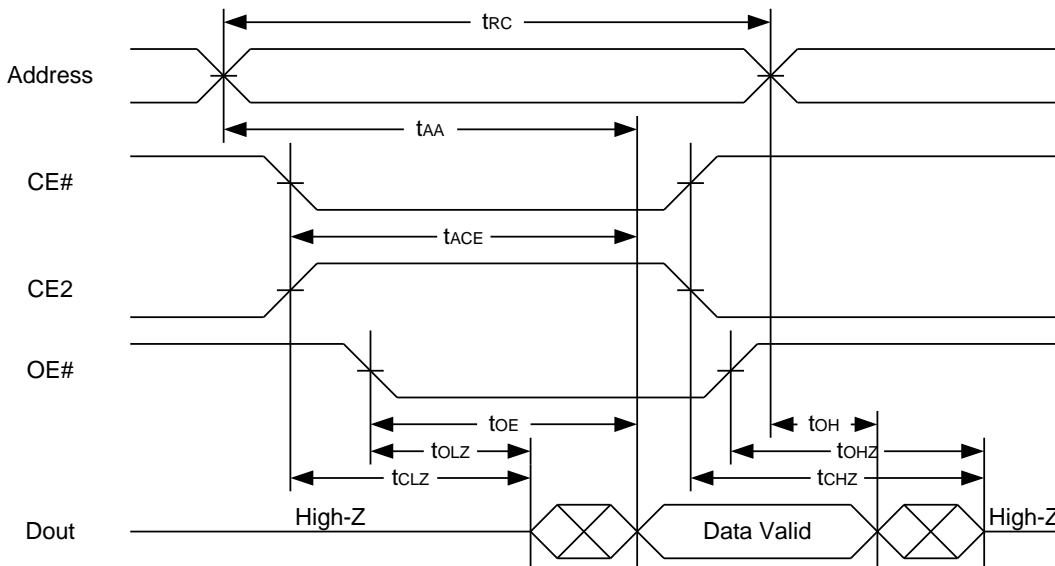 tRC
Address
tAA
CE#
tACE
CE2
OE#
tOE
tOH
tOLZ
tOHZ
tCLZ
tCHZ
High-Z
High-Z
Dout
Data Valid